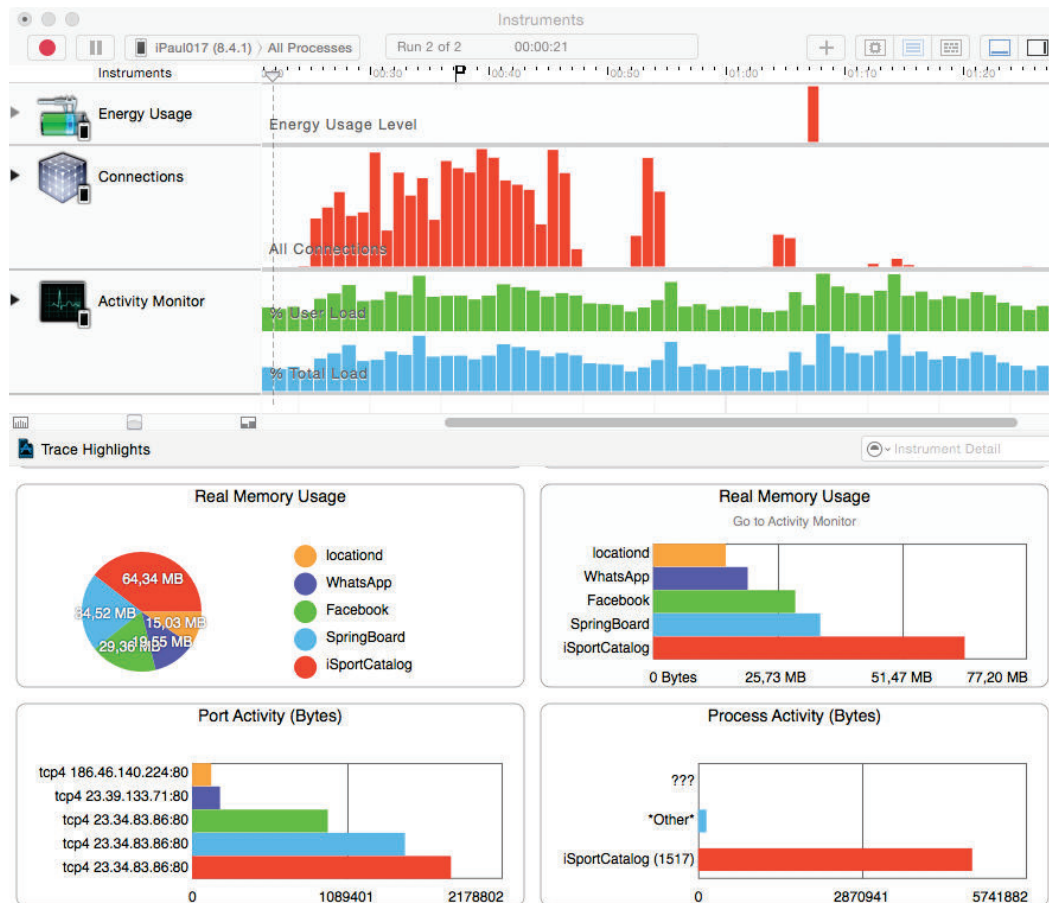 Instruments
iPaul017 (8.4.1) 〉 All Processes
Run 2 of 2 00:00:21
Instruments
00:30 00:40 00:50 01:00 01:10 01:20
Energy Usage
Energy Usage Level
Connections
All Connections
Activity Monitor
% User Load
% Total Load
Trace Highlights
Instrument Detail
Real Memory Usage
64,34 MB
34,52 MB
15,03 MB
29,36 MB
19,55 MB
locationd
WhatsApp
Facebook
SpringBoard
iSportCatalog
Real Memory Usage
Go to Activity Monitor
locationd
WhatsApp
Facebook
SpringBoard
iSportCatalog
0 Bytes 25,73 MB 51,47 MB 77,20 MB
Port Activity (Bytes)
tcp4 186.46.140.224:80
tcp4 23.39.133.71:80
tcp4 23.34.83.86:80
tcp4 23.34.83.86:80
tcp4 23.34.83.86:80
0 1089401 2178802
Process Activity (Bytes)
???
*Other*
iSportCatalog (1517)
0 2870941 5741882